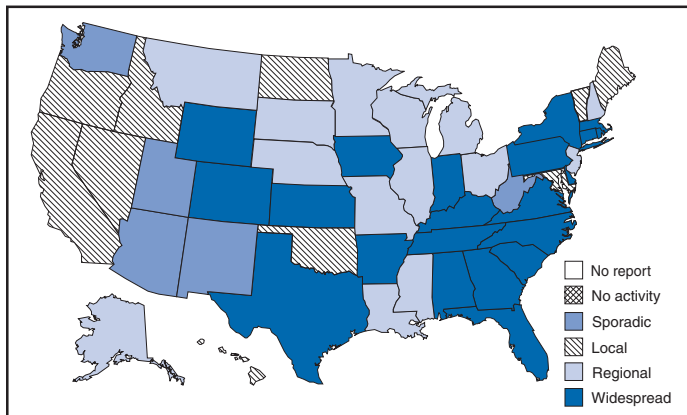 No report
No activity
Sporadic
Local
Regional
Widespread